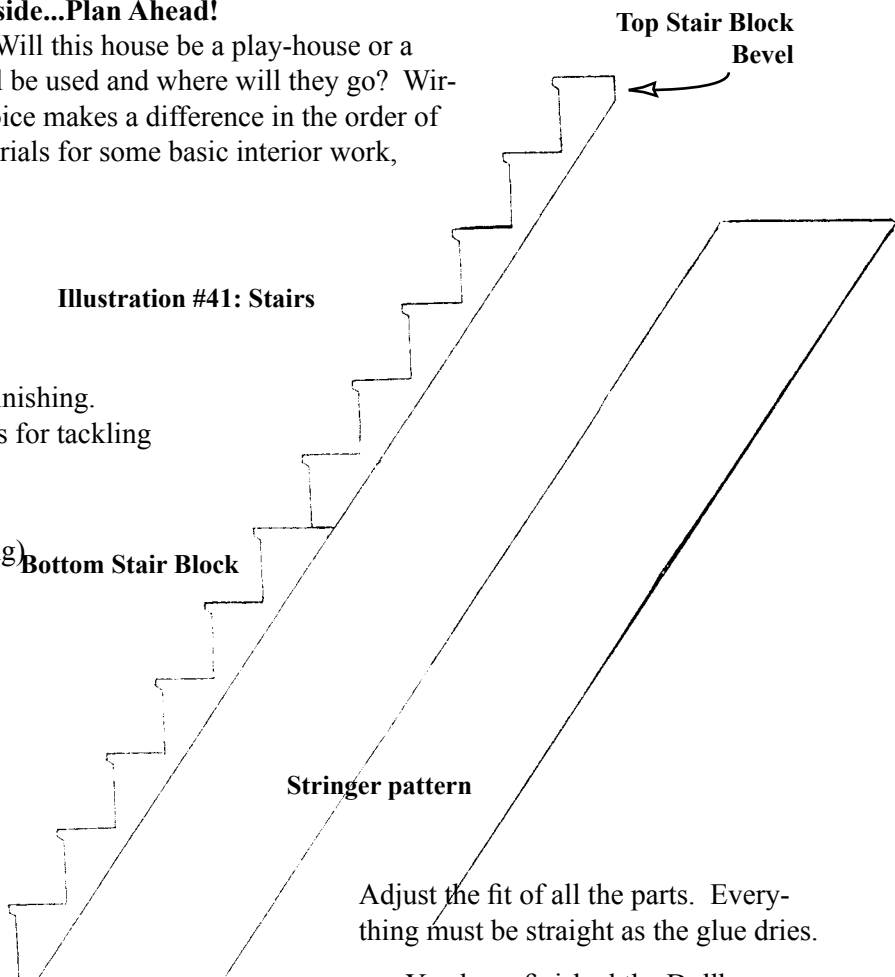 side...Plan Ahead!
Will this house be a play-house or a
l be used and where will they go? Wir-
oice makes a difference in the order of
rials for some basic interior work,
Top Stair Block
Bevel
Illustration #41: Stairs
nishing.
s for tackling
g)
Bottom Stair Block
Stringer pattern
Adjust the fit of all the parts. Every-
thing must be straight as the glue dries.